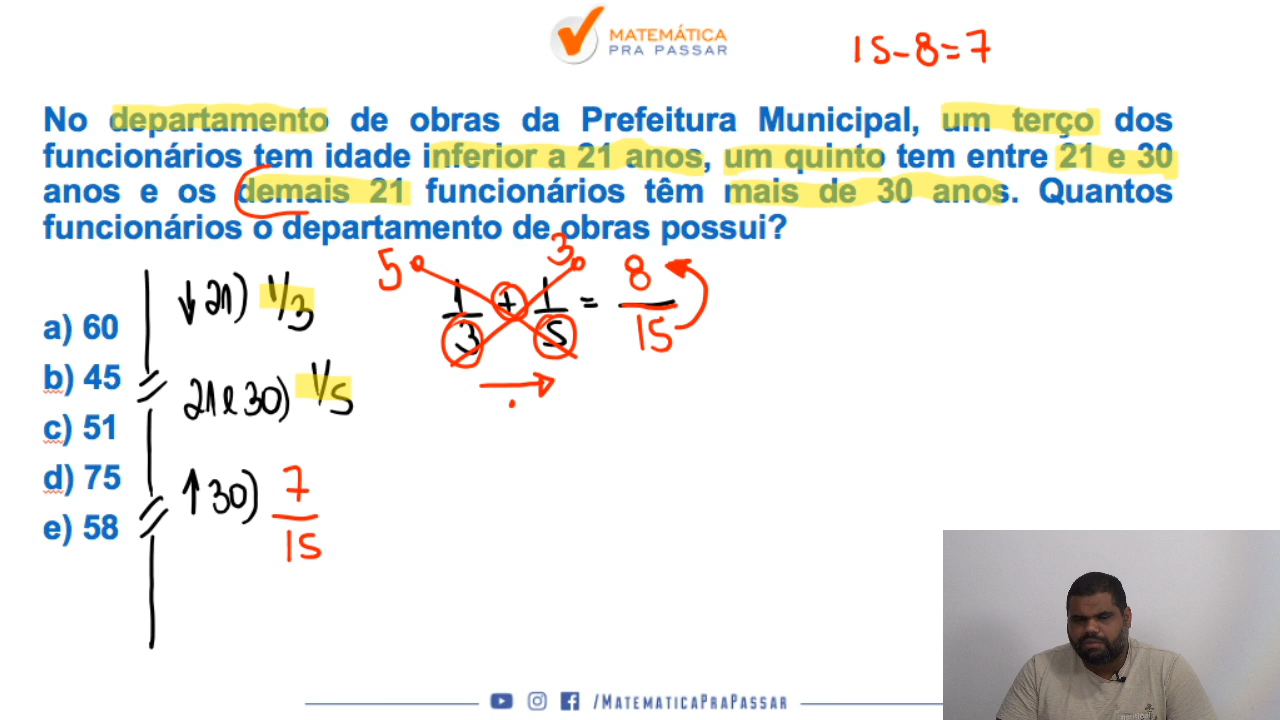 MATEMÁTICA
PRA PASSAR
15-8=7
No departamento de obras da Prefeitura Municipal, um terço dos
funcionários tem idade inferior a 21 anos, um quinto tem entre 21 e 30
anos e os demais 21 funcionários têm mais de 30 anos. Quantos
funcionários o departamento de obras possui?
a) 60
b) 45
c) 51
d) 75
e) 58
↓21) 1/3
21 e 30) 1/5
↑30) 7/15
5 3
1/3 + 1/5 = 8/15
/MATEMATICAPRAPASSAR